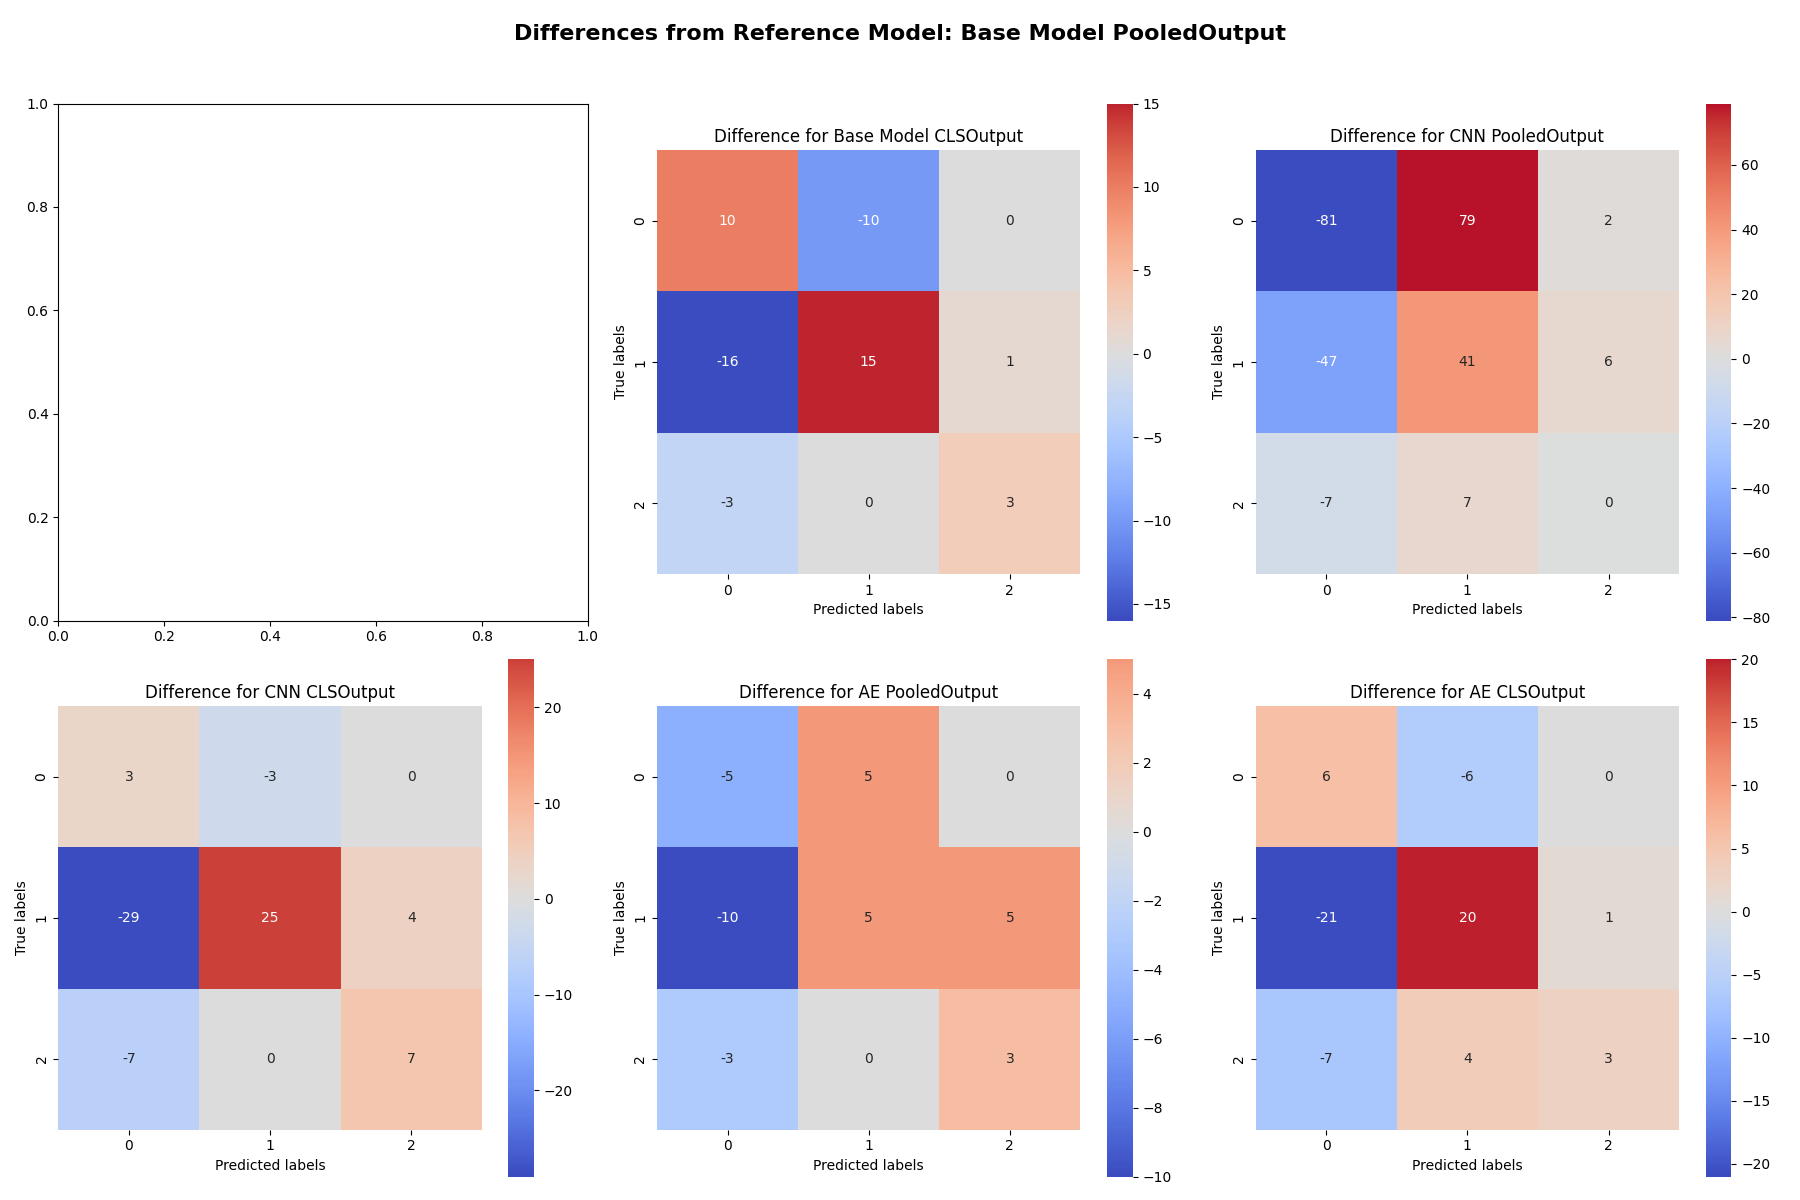 Differences from Reference Model: Base Model PooledOutput
1.0
0.8
0.6
0.4
0.2
0.0
0.0 0.2 0.4 0.6 0.8 1.0
Difference for Base Model CLSOutput
True labels
0
1
2
10 -10 0
-16 15 1
-3 0 3
0 1 2
Predicted labels
15
10
5
0
−5
−10
−15
Difference for CNN PooledOutput
True labels
0
1
2
-81 79 2
-47 41 6
-7 7 0
0 1 2
Predicted labels
60
40
20
0
−20
−40
−60
−80
Difference for CNN CLSOutput
True labels
0
1
2
3 -3 0
-29 25 4
-7 0 7
0 1 2
Predicted labels
20
10
0
−10
−20
Difference for AE PooledOutput
True labels
0
1
2
-5 5 0
-10 5 5
-3 0 3
0 1 2
Predicted labels
4
2
0
−2
−4
−6
−8
−10
Difference for AE CLSOutput
True labels
0
1
2
6 -6 0
-21 20 1
-7 4 3
0 1 2
Predicted labels
20
15
10
5
0
−5
−10
−15
−20